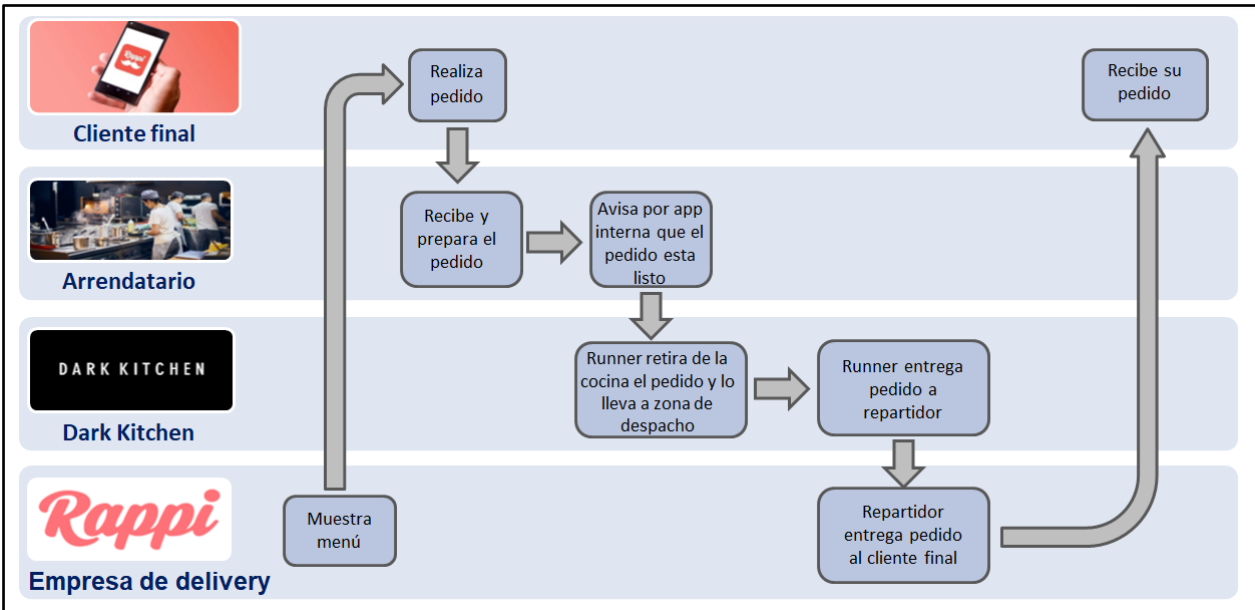 Rappi
Cliente final
Realiza
pedido
Recibe su
pedido
Arrendatario
Recibe y
prepara el
pedido
Avisa por app
interna que el
pedido esta
listo
DARK KITCHEN
Dark Kitchen
Runner retira de la
cocina el pedido y lo
lleva a zona de
despacho
Runner entrega
pedido a
repartidor
Rappi
Empresa de delivery
Muestra
menú
Repartidor
entrega pedido
al cliente final